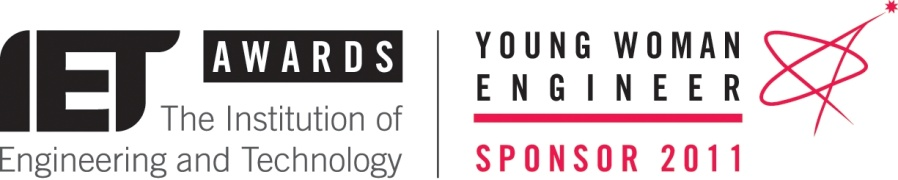 IET AWARDS
The Institution of
Engineering and Technology
YOUNG WOMAN
ENGINEER
SPONSOR 2011